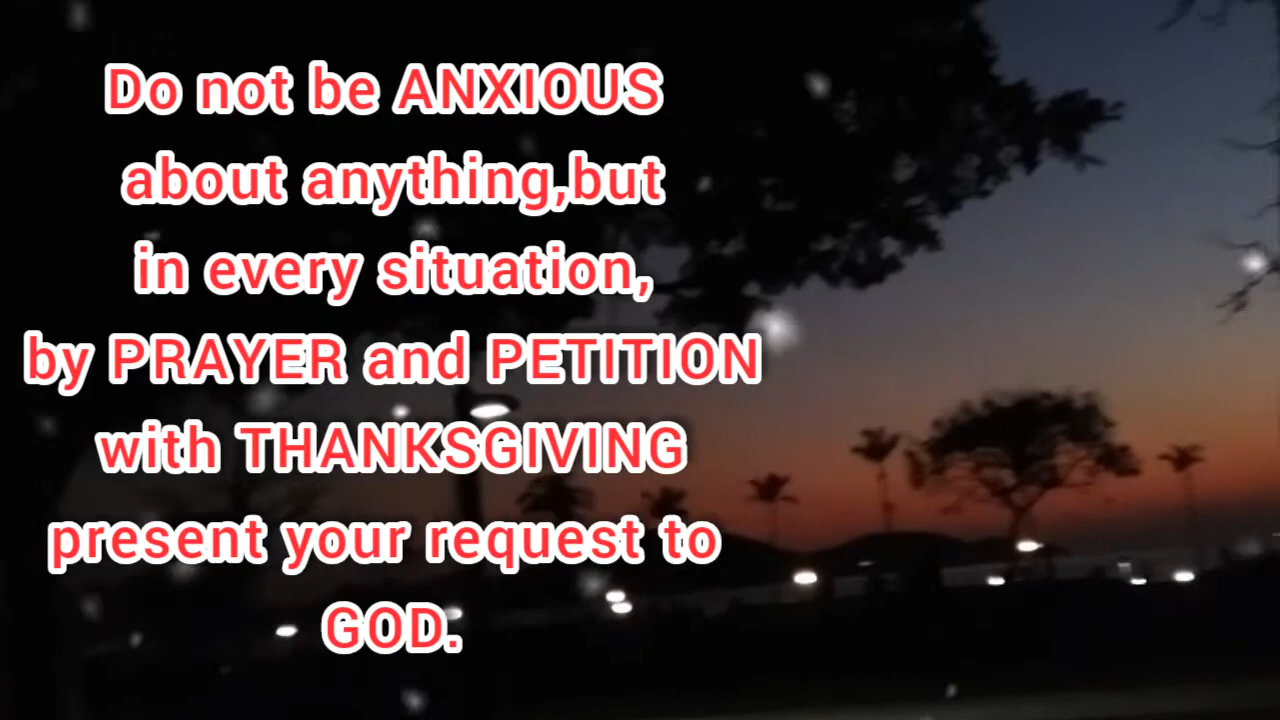 Do not be ANXIOUS
about anything,but
in every situation,
by PRAYER and PETITION
with THANKSGIVING
present your request to
GOD.